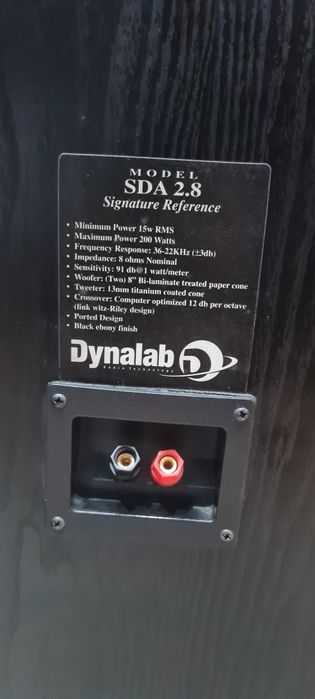 MODEL
SDA 2.8
Signature Reference
• Minimum Power 15w RMS
• Maximum Power 200 Watts
• Frequency Response: 36-22KHz (±3db)
• Impedance: 8 ohms Nominal
• Sensitivity: 91 db@1 watt/meter
• Woofer: (Two) 8" Bi-laminate treated paper cone
• Tweeter: 13mm titanium coated cone
• Crossover: Computer optimized 12 db per octave
(link witz-Riley design)
• Ported Design
• Black ebony finish
Dynalab
Audio Technology